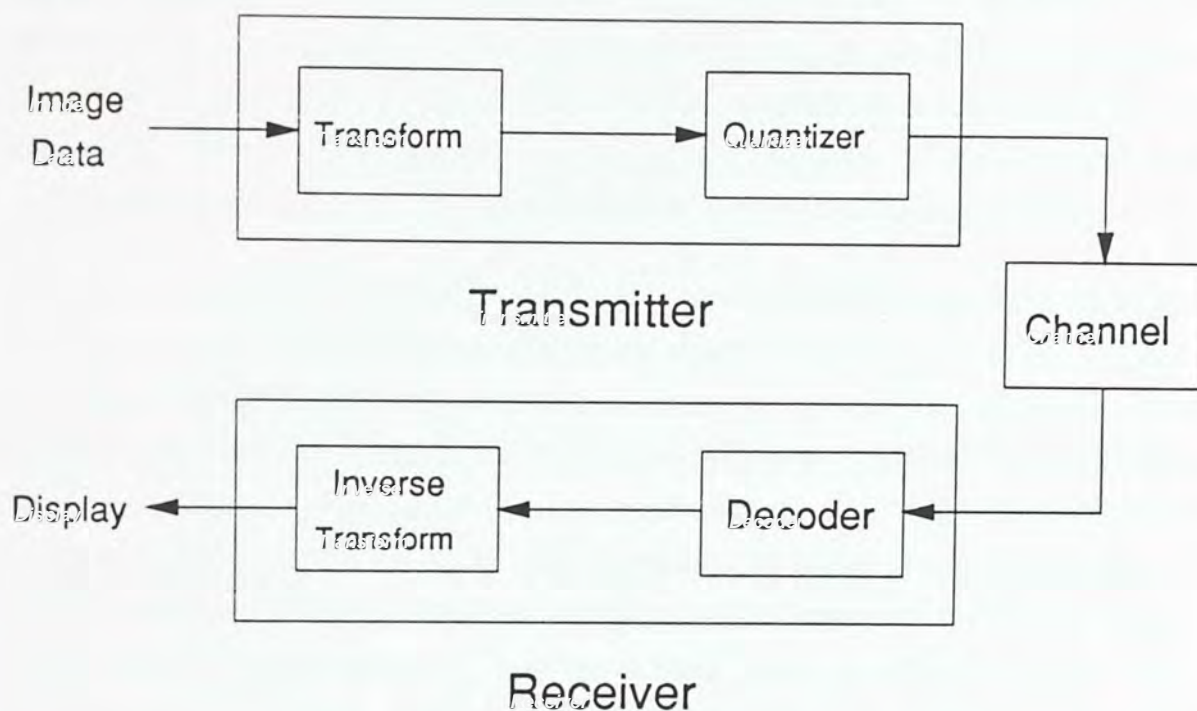 Image
Data
Transform
Quantizer
Transmitter
Channel
Display
Inverse
Transform
Decoder
Receiver